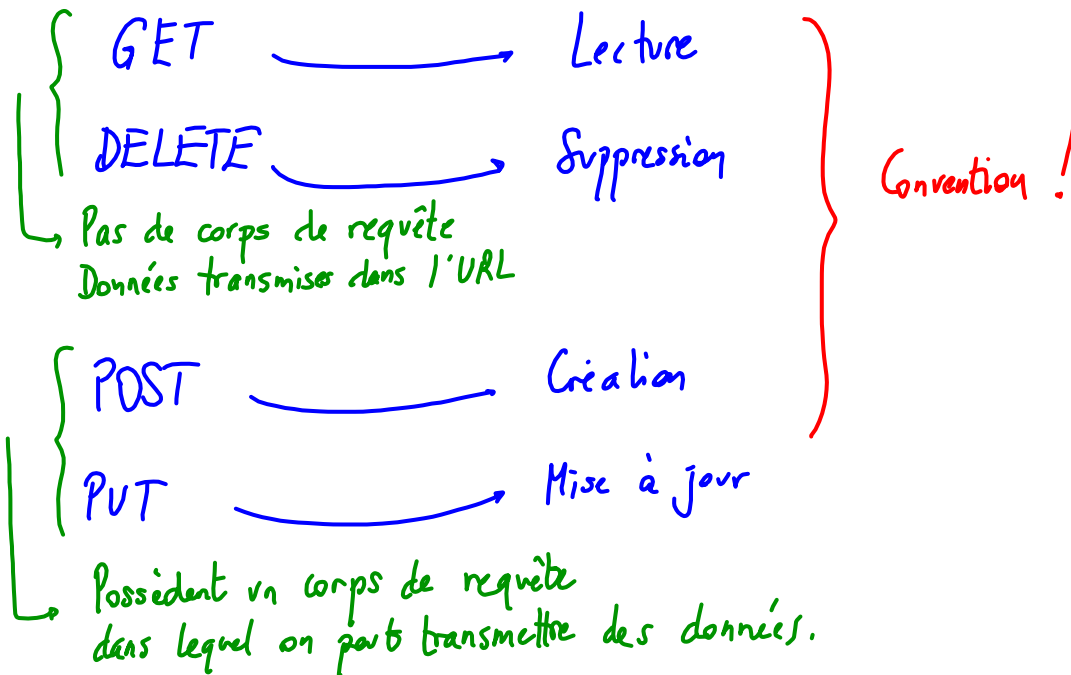 GET Lecture
DELETE Suppression
Convention !
Pas de corps de requête
Données transmises dans l'URL
POST Création
PUT Mise à jour
Possèdent un corps de requête
dans lequel on peut transmettre des données.